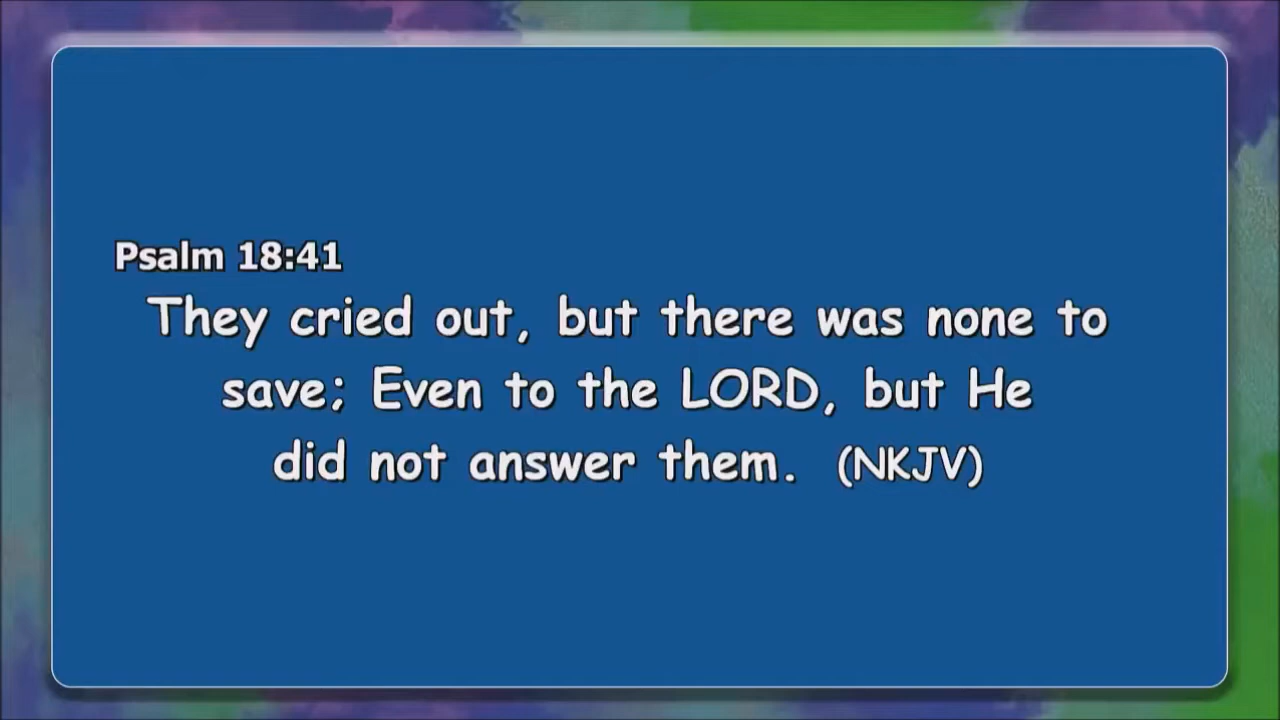 Psalm 18:41
They cried out, but there was none to
save; Even to the LORD, but He
did not answer them. (NKJV)